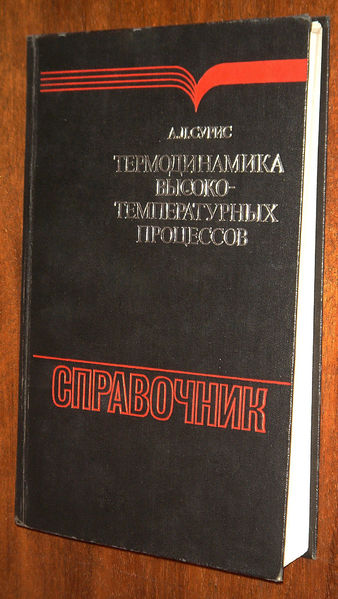 А.Л.СУРИС
ТЕРМОДИНАМИКА
ВЫСОКО-
ТЕМПЕРАТУРНЫХ
ПРОЦЕССОВ
СПРАВОЧНИК